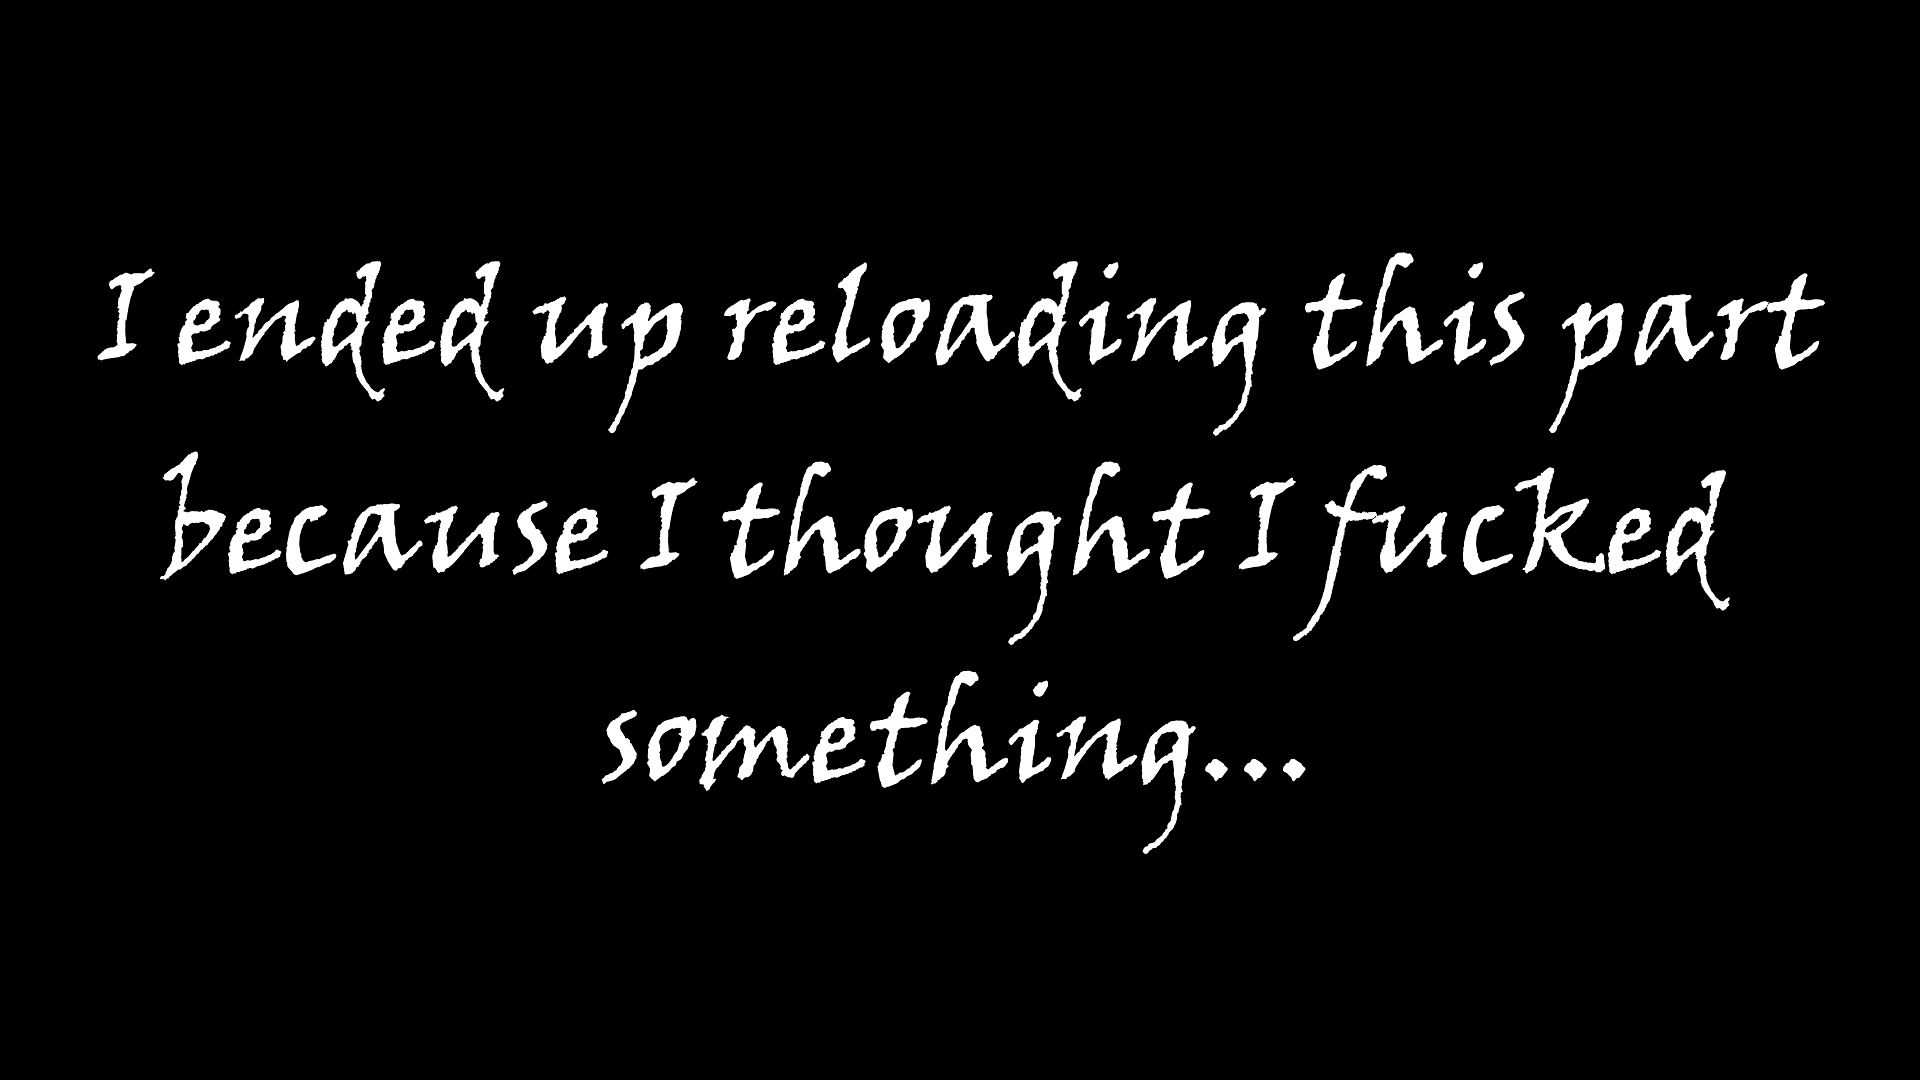 I ended up reloading this part
because I thought I fucked
something...